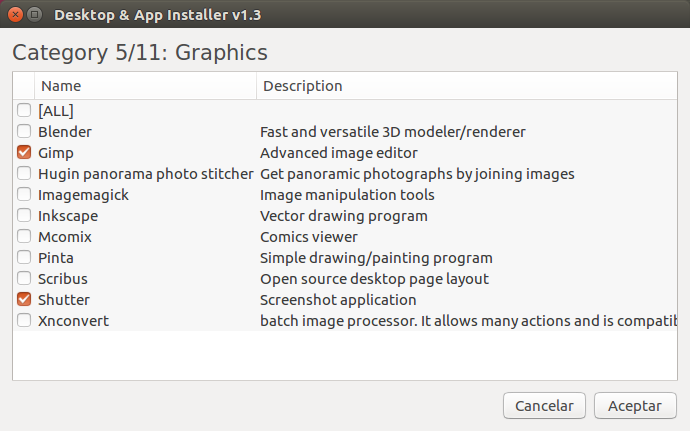 Desktop & App Installer v1.3
Category 5/11: Graphics
Name Description
[ALL]
Blender Fast and versatile 3D modeler/renderer
Gimp Advanced image editor
Hugin panorama photo stitcher Get panoramic photographs by joining images
Imagemagick Image manipulation tools
Inkscape Vector drawing program
Mcomix Comics viewer
Pinta Simple drawing/painting program
Scribus Open source desktop page layout
Shutter Screenshot application
Xnconvert batch image processor. It allows many actions and is compatib
Cancelar Aceptar